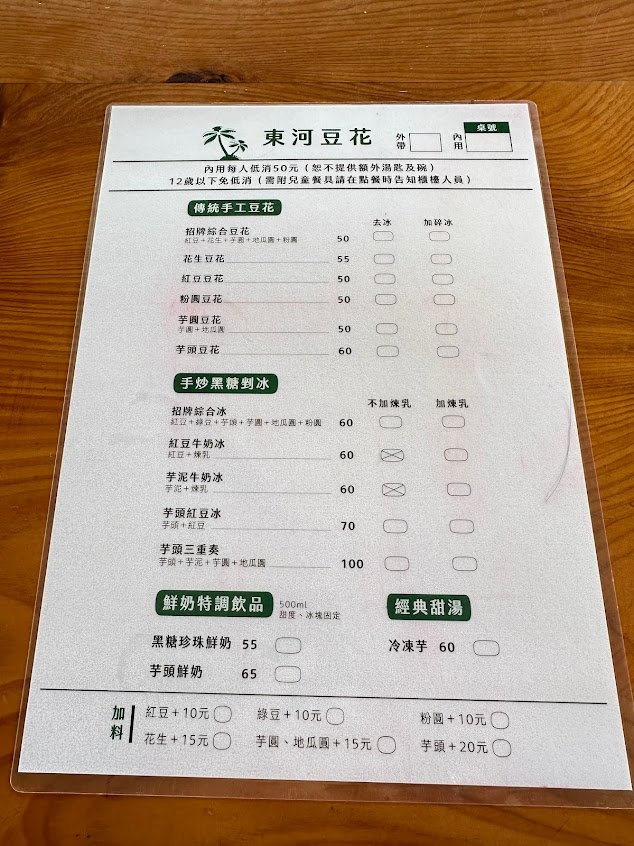 東河豆花
外帶
內用
桌號
內用每人低消50元(恕不提供額外湯匙及碗)
12歲以下免低消(需附兒童餐具請在點餐時告知櫃檯人員)
傳統手工豆花
去冰 加碎冰
招牌綜合豆花
紅豆+花生+芋圓+地瓜圓+粉圓 50
花生豆花 55
紅豆豆花 50
粉圓豆花 50
芋圓豆花
芋圓+地瓜圓 50
芋頭豆花 60
手炒黑糖剉冰
不加煉乳 加煉乳
招牌綜合冰
紅豆+綠豆+芋頭+芋圓+地瓜圓+粉圓 60
紅豆牛奶冰
紅豆+煉乳 60
芋泥牛奶冰
芋泥+煉乳 60
芋頭紅豆冰
芋頭+紅豆 70
芋頭三重奏
芋頭+芋泥+芋圓+地瓜圓 100
鮮奶特調飲品
500ml
甜度、冰塊固定
黑糖珍珠鮮奶 55
芋頭鮮奶 65
經典甜湯
冷凍芋 60
加料
紅豆+10元 綠豆+10元 粉圓+10元
花生+15元 芋圓、地瓜圓+15元 芋頭+20元